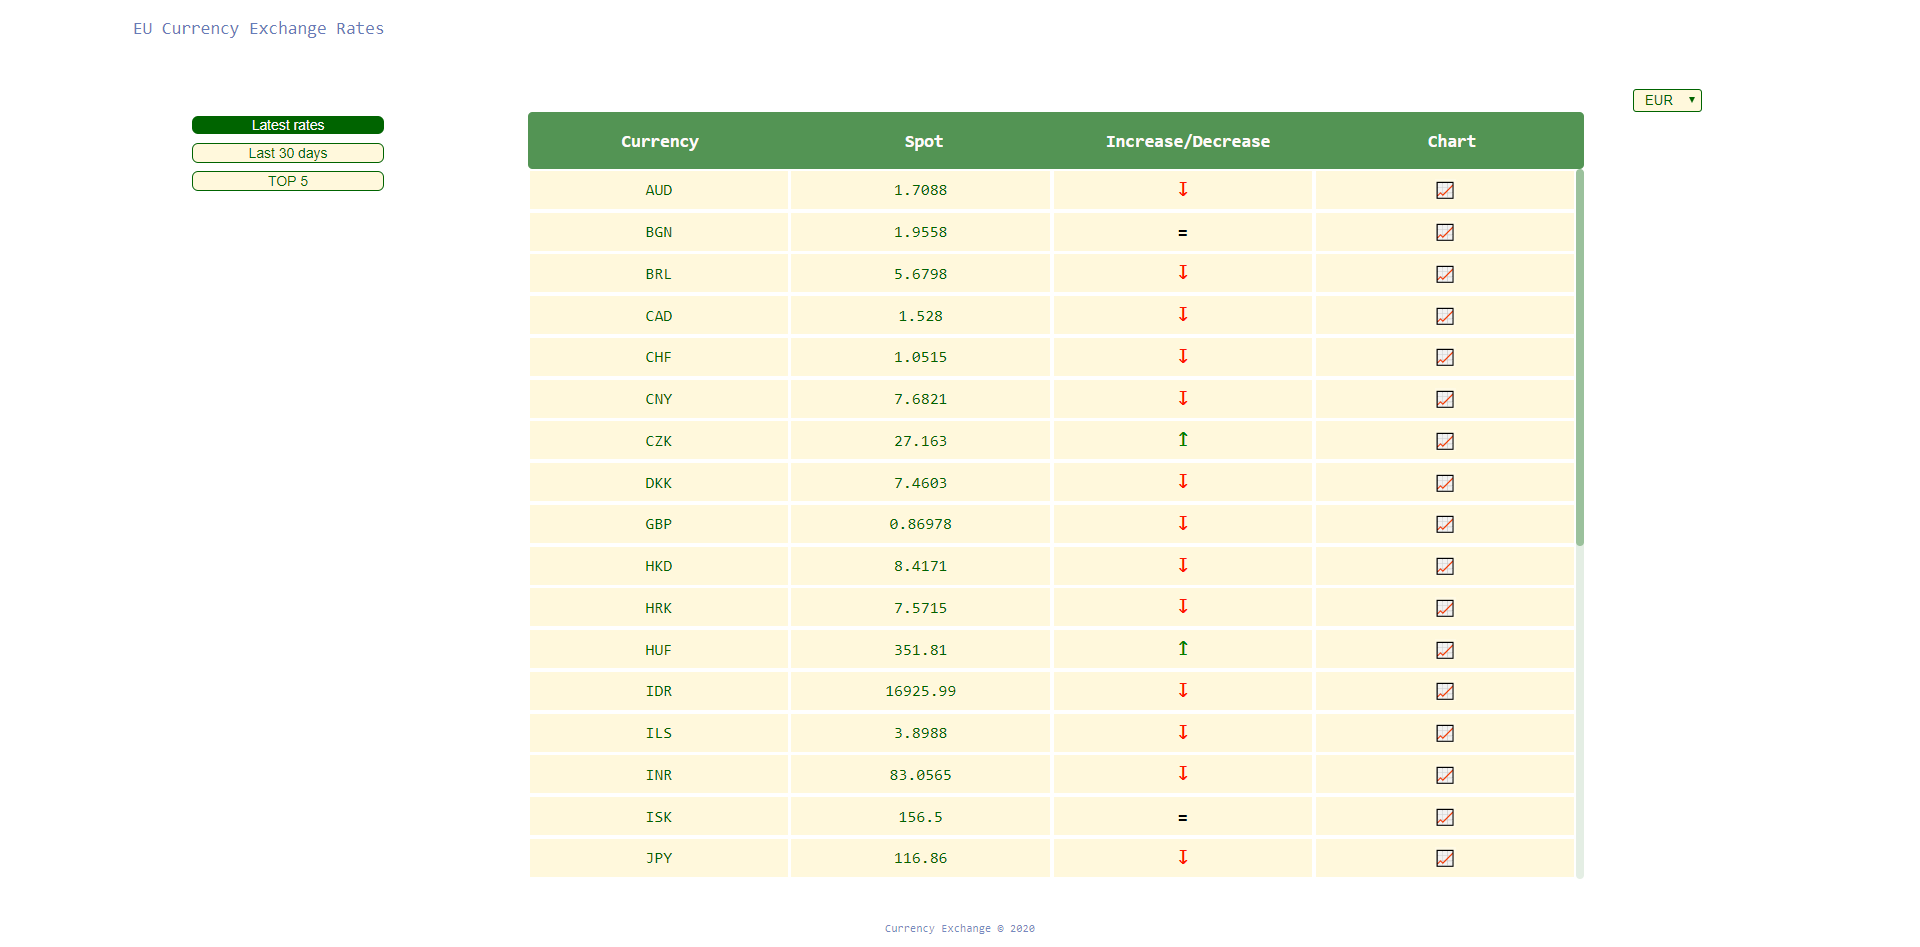 EU Currency Exchange Rates
EUR
Latest rates
Last 30 days
TOP 5
Currency Spot Increase/Decrease Chart
AUD 1.7088 ↧
BGN 1.9558 =
BRL 5.6798 ↧
CAD 1.528 ↧
CHF 1.0515 ↧
CNY 7.6821 ↧
CZK 27.163 ↥
DKK 7.4603 ↧
GBP 0.86978 ↧
HKD 8.4171 ↧
HRK 7.5715 ↧
HUF 351.81 ↥
IDR 16925.99 ↧
ILS 3.8988 ↧
INR 83.0565 ↧
ISK 156.5 =
JPY 116.86 ↧
Currency Exchange © 2020